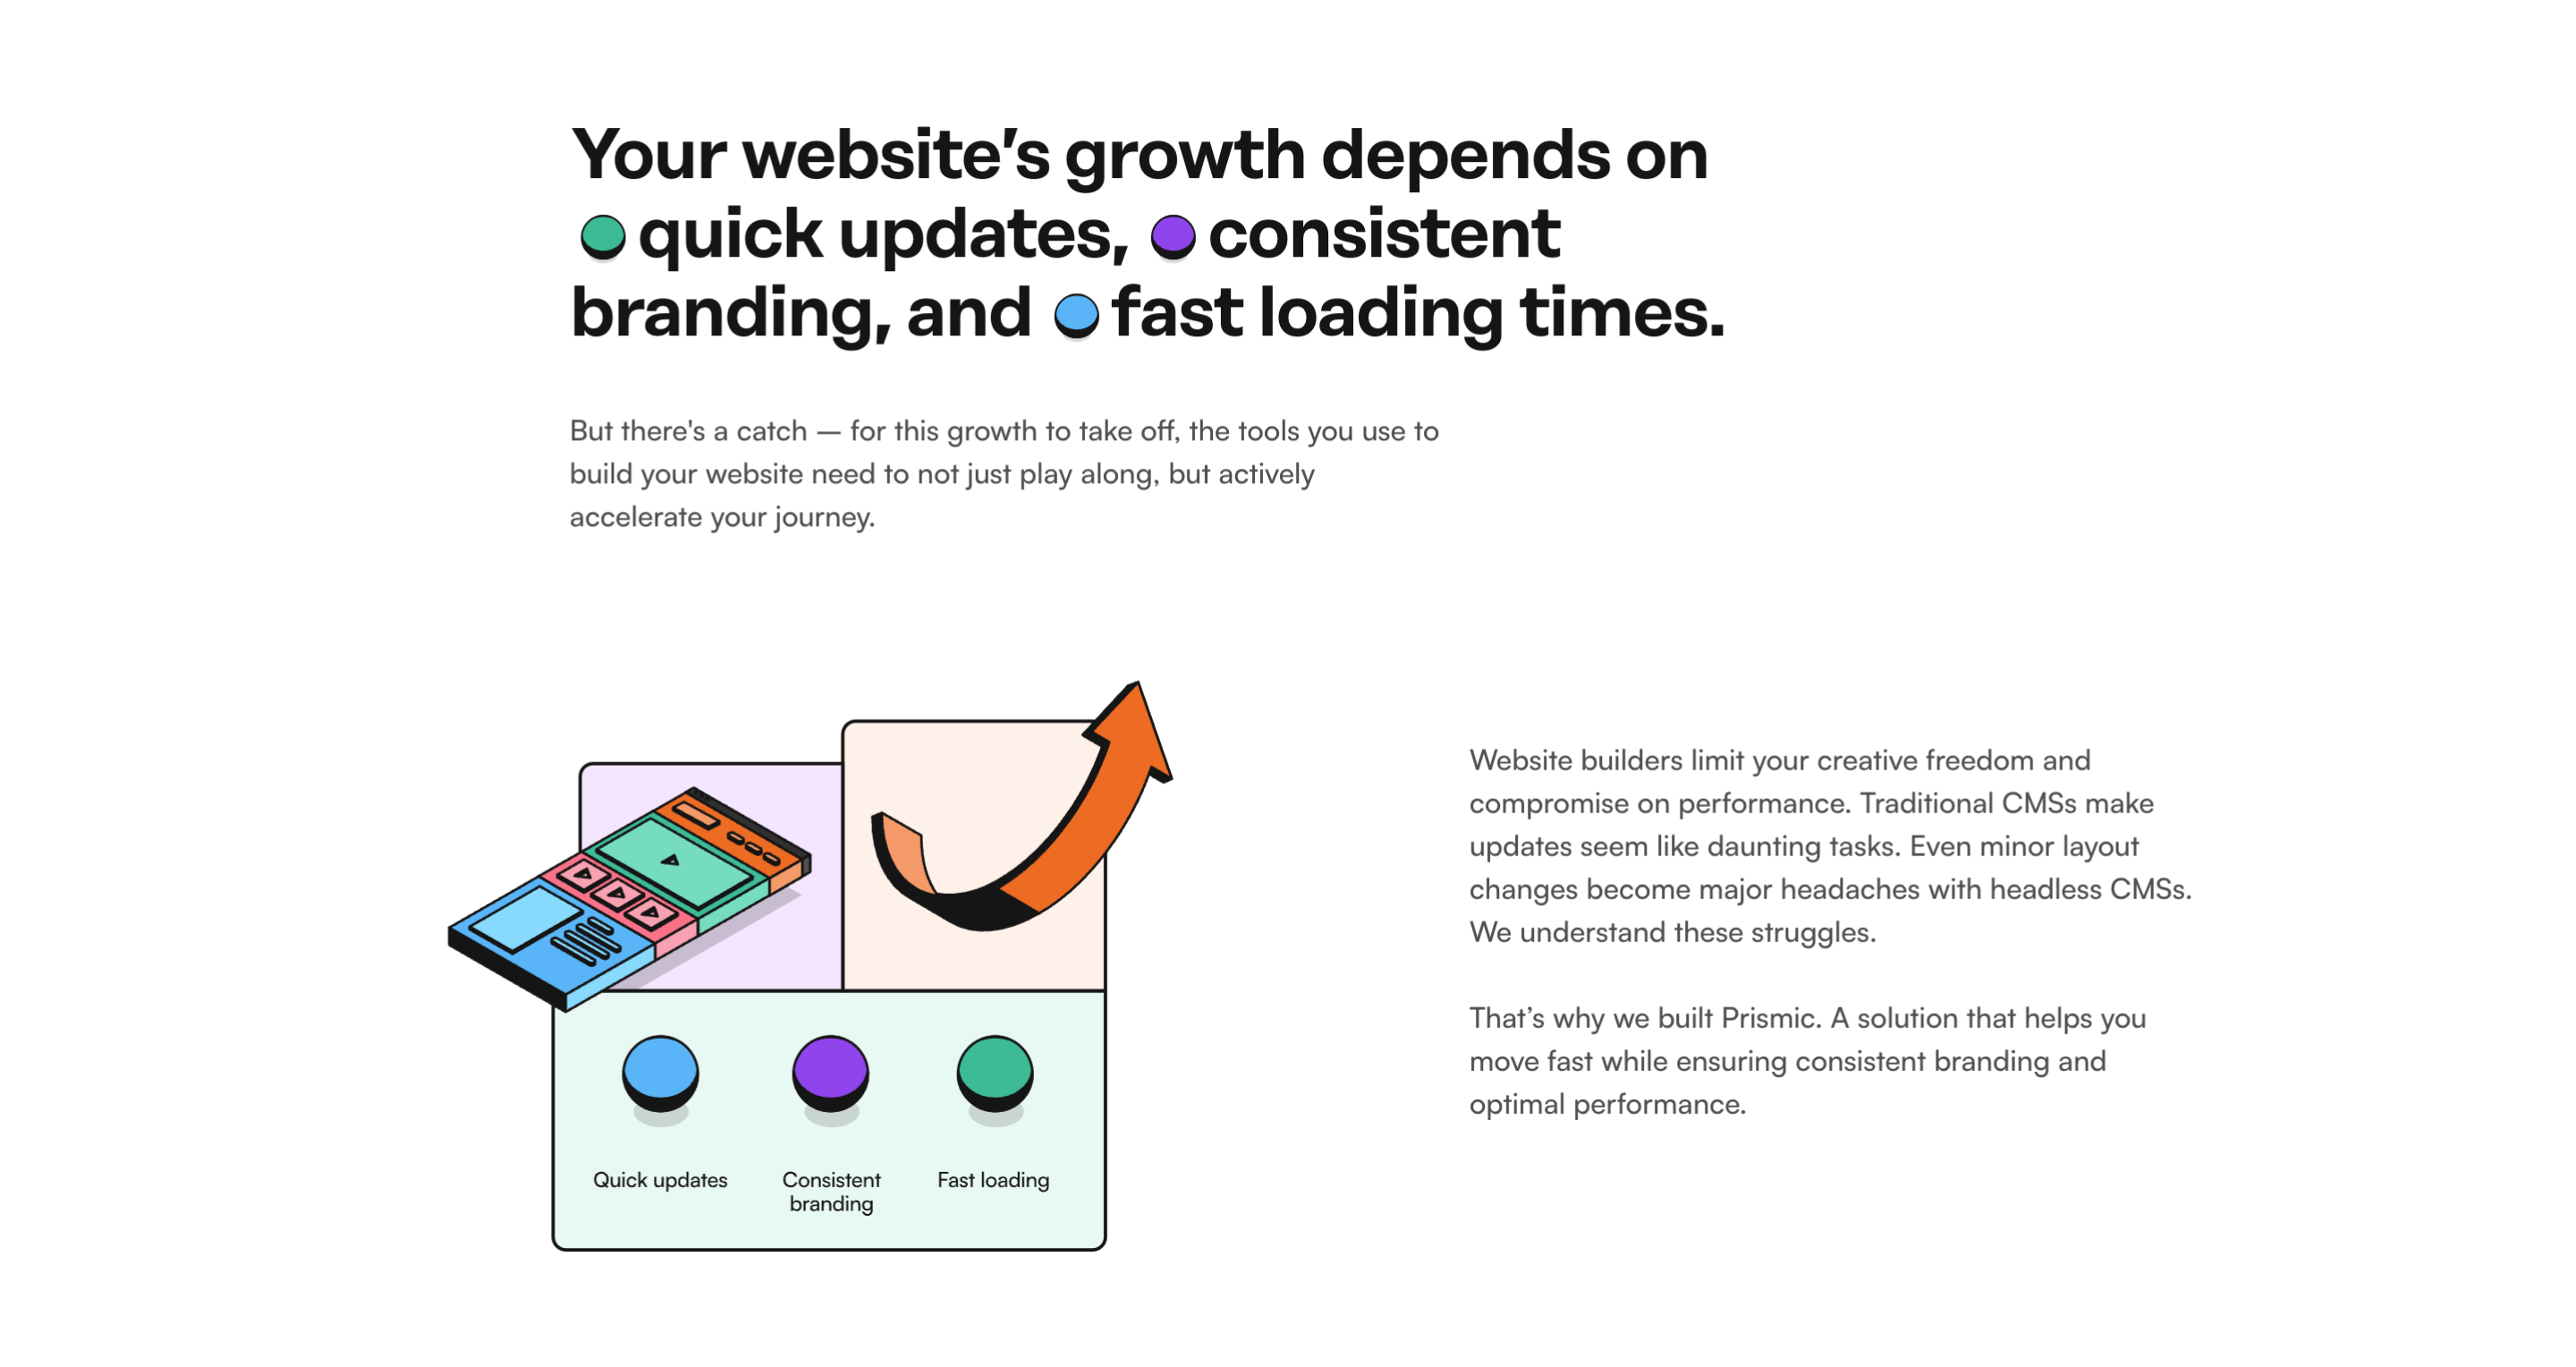 Your website’s growth depends on
quick updates, consistent
branding, and fast loading times.
But there's a catch — for this growth to take off, the tools you use to
build your website need to not just play along, but actively
accelerate your journey.
Website builders limit your creative freedom and
compromise on performance. Traditional CMSs make
updates seem like daunting tasks. Even minor layout
changes become major headaches with headless CMSs.
We understand these struggles.
That’s why we built Prismic. A solution that helps you
move fast while ensuring consistent branding and
optimal performance.
Quick updates
Consistent
branding
Fast loading